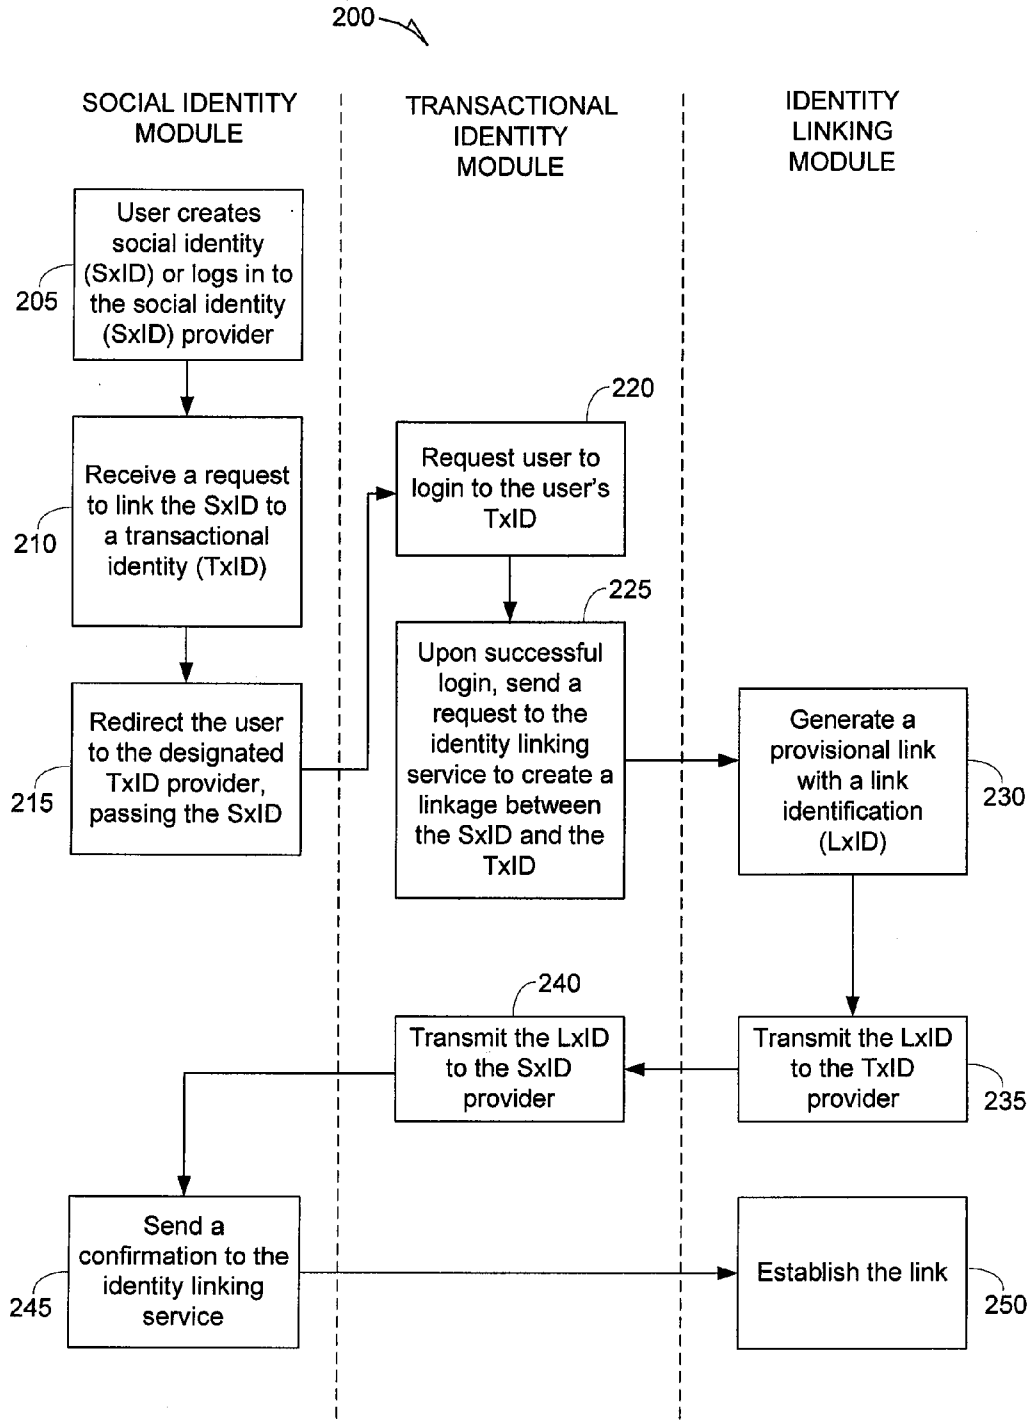 200
SOCIAL IDENTITY
MODULE
TRANSACTIONAL
IDENTITY
MODULE
IDENTITY
LINKING
MODULE
User creates
social identity
(SxID) or logs in to
the social identity
(SxID) provider
205
Receive a request
to link the SxID to
a transactional
identity (TxID)
210
Redirect the user
to the designated
TxID provider,
passing the SxID
215
220
Request user to
login to the user's
TxID
225
Upon successful
login, send a
request to the
identity linking
service to create a
linkage between
the SxID and the
TxID
Generate a
provisional link
with a link
identification
(LxID)
230
Transmit the LxID
to the TxID
provider
235
240
Transmit the LxID
to the SxID
provider
Send a
confirmation to the
identity linking
service
245
Establish the link
250